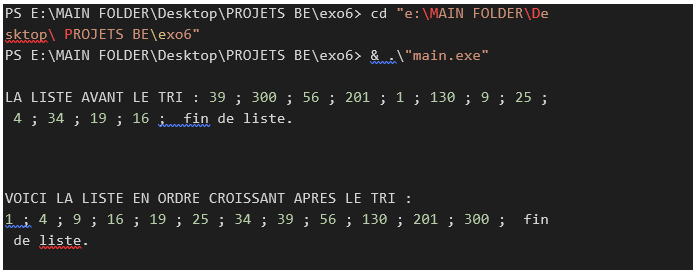 PS E:\MAIN FOLDER\Desktop\PROJETS BE\exo6> cd "e:\MAIN FOLDER\De
sktop\ PROJETS BE\exo6"
PS E:\MAIN FOLDER\Desktop\PROJETS BE\exo6> & .\"main.exe"
LA LISTE AVANT LE TRI : 39 ; 300 ; 56 ; 201 ; 1 ; 130 ; 9 ; 25 ;
4 ; 34 ; 19 ; 16 ;  fin de liste.
VOICI LA LISTE EN ORDRE CROISSANT APRES LE TRI :
1 ; 4 ; 9 ; 16 ; 19 ; 25 ; 34 ; 39 ; 56 ; 130 ; 201 ; 300 ;  fin
de liste.